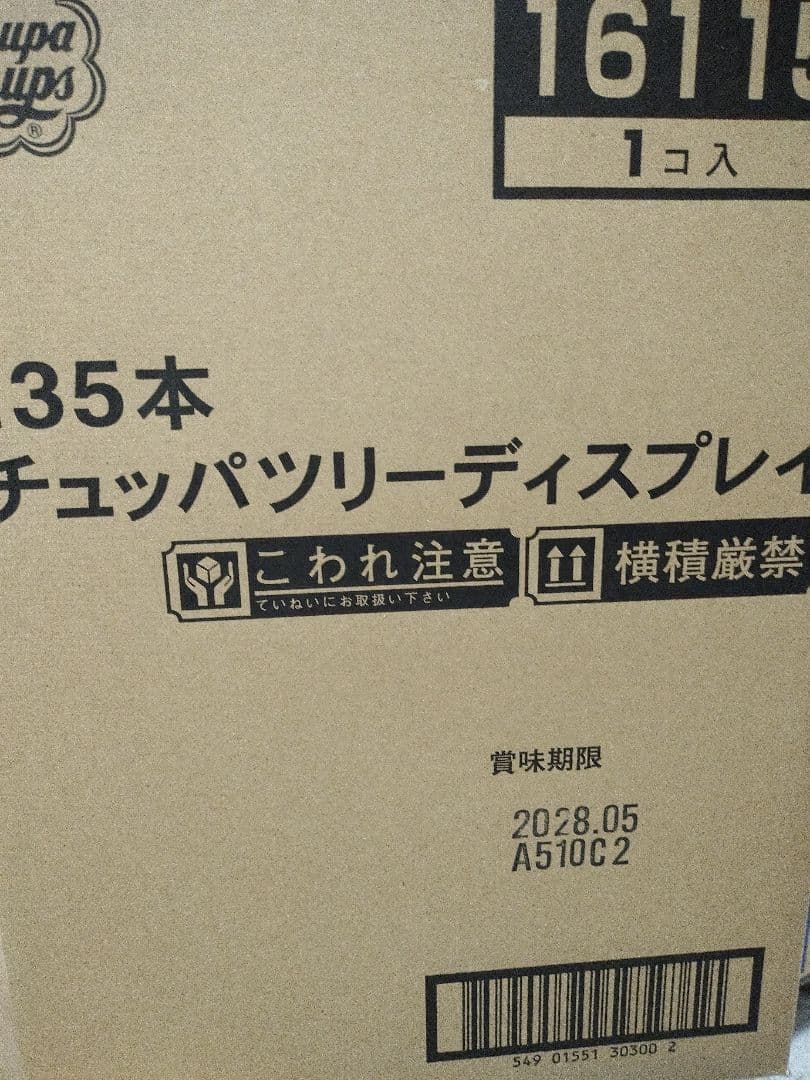 upa
ups
®
16115
1コ入
135本
チュッパツリーディスプレイ
こわれ注意
ていねいにお取扱い下さい
横積厳禁
賞味期限
2028.05
A510C2
549 01551 30300 2